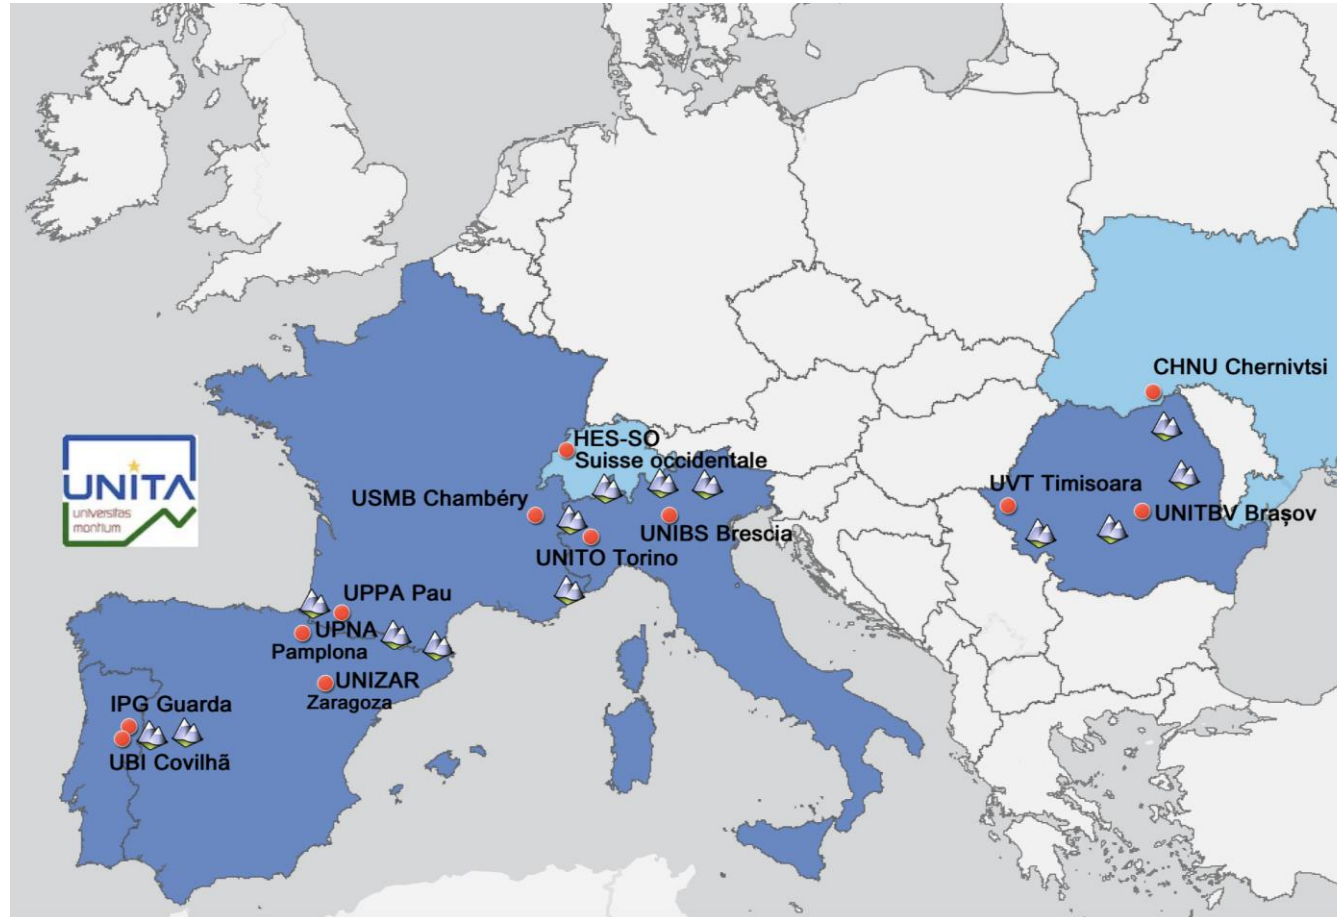 CHNU Chernivtsi
HES-SO
Suisse occidentale
UNITA
universitas
montium
USMB Chambéry
UVT Timisoara
UNITBV Brașov
UNIBS Brescia
UNITO Torino
UPPA Pau
UPNA
Pamplona
UNIZAR
Zaragoza
IPG Guarda
UBI Covilhã